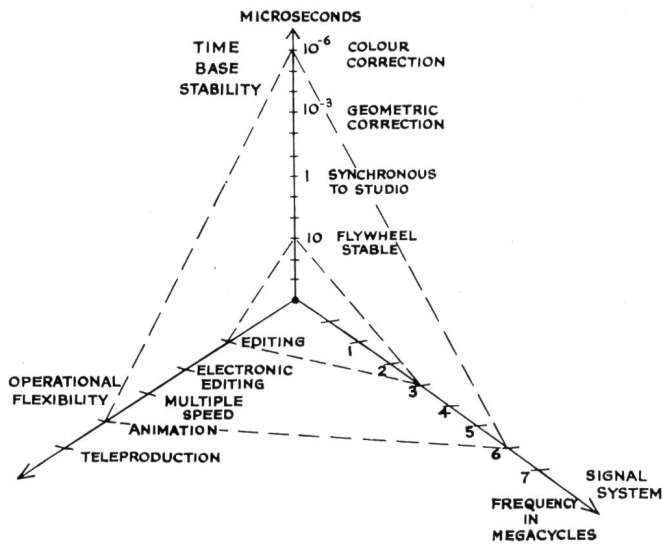 MICROSECONDS
TIME
BASE
STABILITY
10⁻⁶
COLOUR
CORRECTION
10⁻³
GEOMETRIC
CORRECTION
1
SYNCHRONOUS
TO STUDIO
10
FLYWHEEL
STABLE
EDITING
ELECTRONIC
EDITING
MULTIPLE
SPEED
ANIMATION
TELEPRODUCTION
OPERATIONAL
FLEXIBILITY
1
2
3
4
5
6
7
SIGNAL
SYSTEM
FREQUENCY
IN
MEGACYCLES